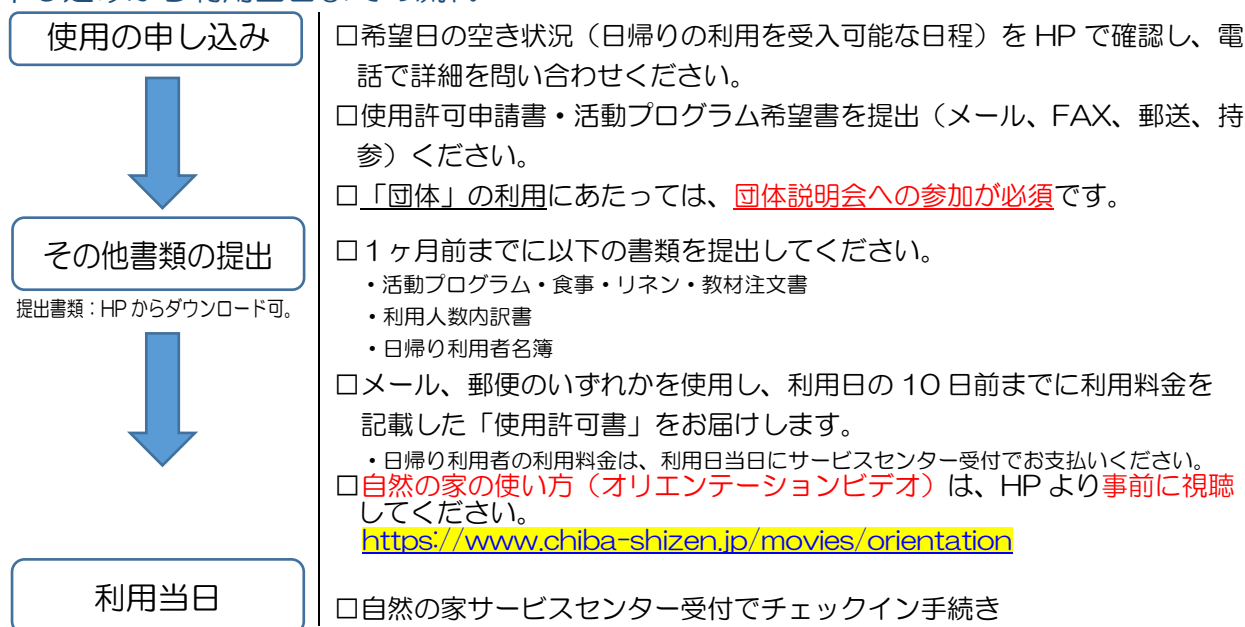 使用の申し込み
□希望日の空き状況（日帰りの利用を受入可能な日程）を HP で確認し、電
話で詳細を問い合わせください。
□使用許可申請書・活動プログラム希望書を提出（メール、FAX、郵送、持
参）ください。
□「団体」の利用にあたっては、団体説明会への参加が必須です。
その他書類の提出
提出書類：HP からダウンロード可。
□１ヶ月前までに以下の書類を提出してください。
・活動プログラム・食事・リネン・教材注文書
・利用人数内訳書
・日帰り利用者名簿
□メール、郵便のいずれかを使用し、利用日の 10 日前までに利用料金を
記載した「使用許可書」をお届けします。
・日帰り利用者の利用料金は、利用日当日にサービスセンター受付でお支払いください。
□自然の家の使い方（オリエンテーションビデオ）は、HP より事前に視聴
してください。
https://www.chiba-shizen.jp/movies/orientation
利用当日
□自然の家サービスセンター受付でチェックイン手続き